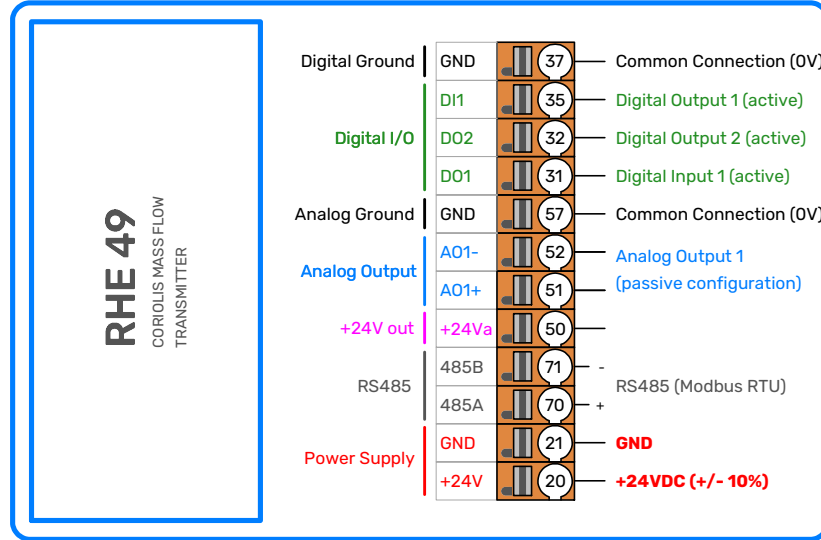 RHE 49
CORIOLIS MASS FLOW
TRANSMITTER
Digital Ground GND 37 Common Connection (0V)
DI1 35 Digital Output 1 (active)
Digital I/O DO2 32 Digital Output 2 (active)
DO1 31 Digital Input 1 (active)
Analog Ground GND 57 Common Connection (0V)
Analog Output AO1- 52 Analog Output 1
AO1+ 51 (passive configuration)
+24V out +24Va 50
RS485 485B 71 - RS485 (Modbus RTU)
485A 70 +
Power Supply GND 21 GND
+24V 20 +24VDC (+/- 10%)